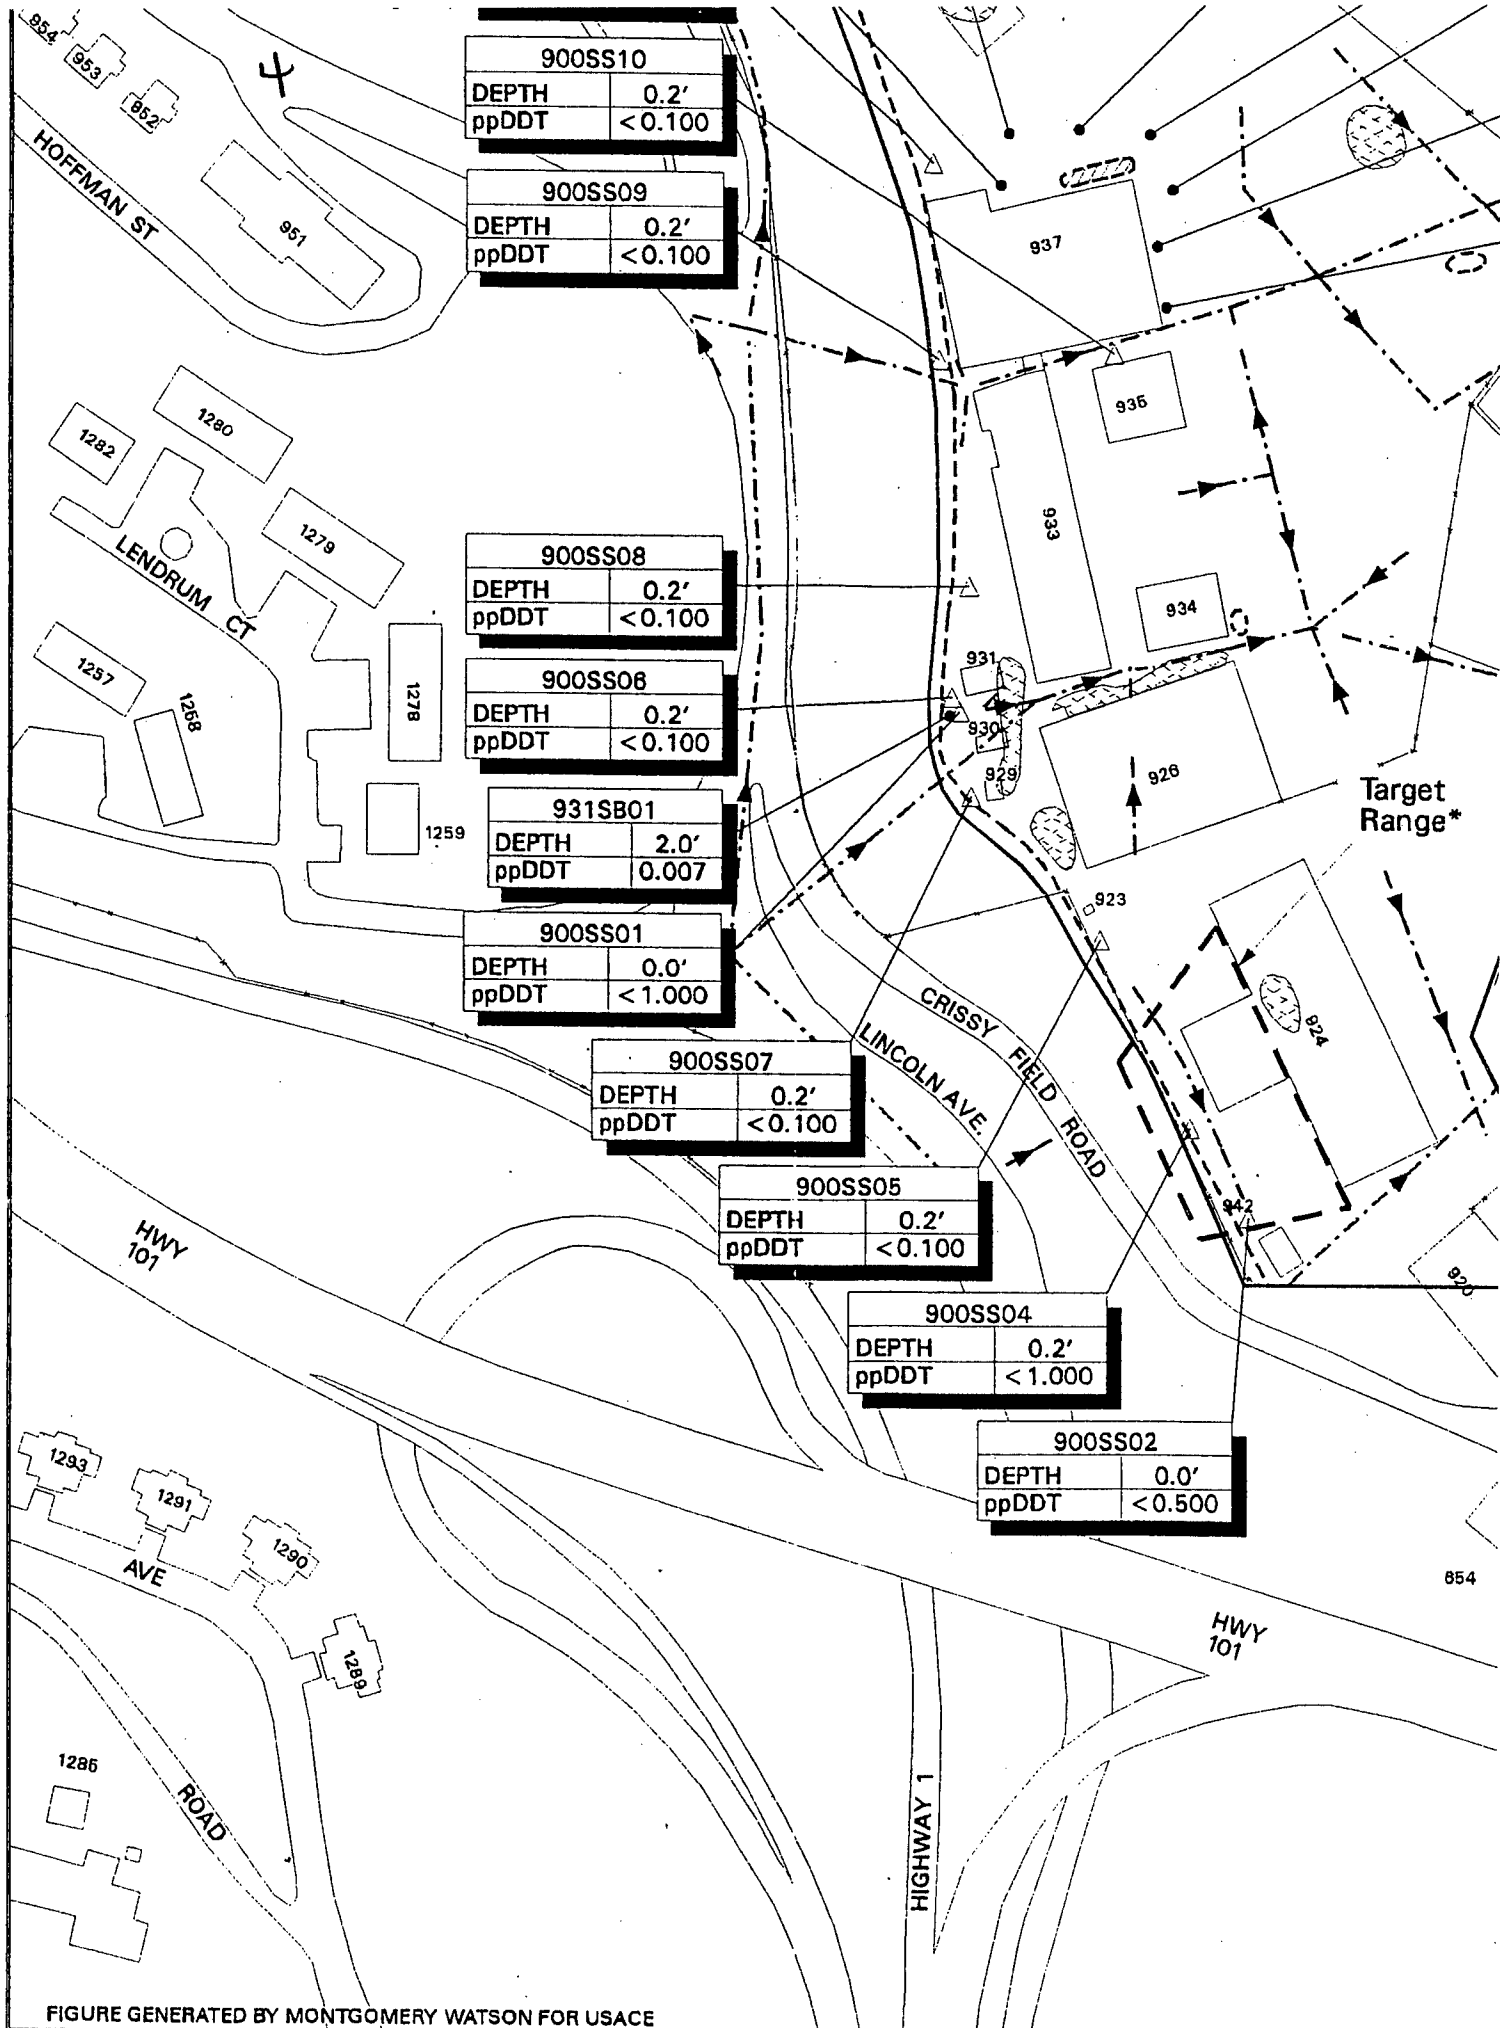 954
953
952
4
HOFFMAN ST
951
900SS10
DEPTH 0.2'
ppDDT <0.100
900SS09
DEPTH 0.2'
ppDDT <0.100
937
935
933
934
1280
1282
1279
LENDRUM CT
1257
1258
1278
1259
900SS08
DEPTH 0.2'
ppDDT <0.100
900SS06
DEPTH 0.2'
ppDDT <0.100
931SB01
DEPTH 2.0'
ppDDT 0.007
900SS01
DEPTH 0.0'
ppDDT <1.000
931
930
929
926
Target
Range*
923
924
CRISSY FIELD ROAD
LINCOLN AVE.
900SS07
DEPTH 0.2'
ppDDT <0.100
900SS05
DEPTH 0.2'
ppDDT <0.100
942
920
900SS04
DEPTH 0.2'
ppDDT <1.000
900SS02
DEPTH 0.0'
ppDDT <0.500
HWY
101
1293
1291
1290
AVE
1289
654
HWY
101
1285
ROAD
HIGHWAY 1
FIGURE GENERATED BY MONTGOMERY WATSON FOR USACE